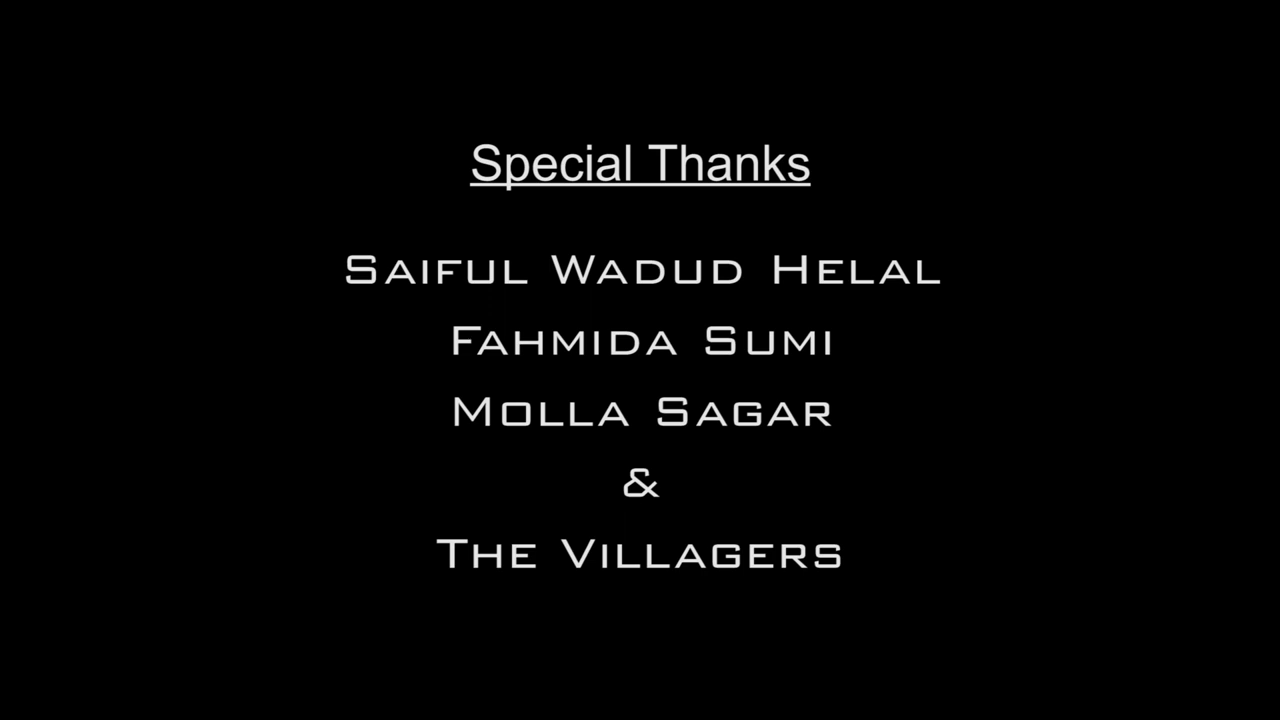 Special Thanks
Saiful Wadud Helal
Fahmida Sumi
Molla Sagar
&
The Villagers